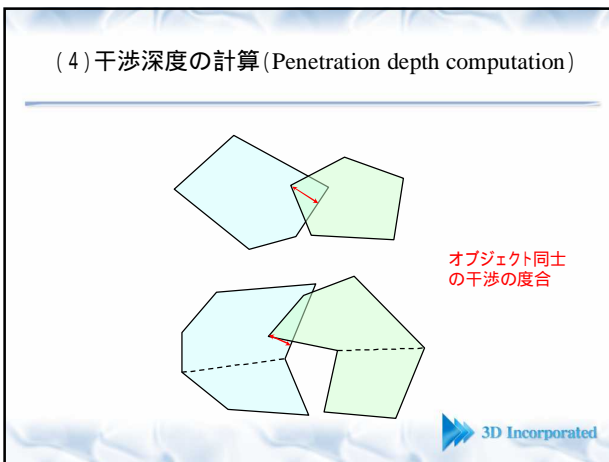 (4)干渉深度の計算(Penetration depth computation)
オブジェクト同士
の干渉の度合
3D Incorporated